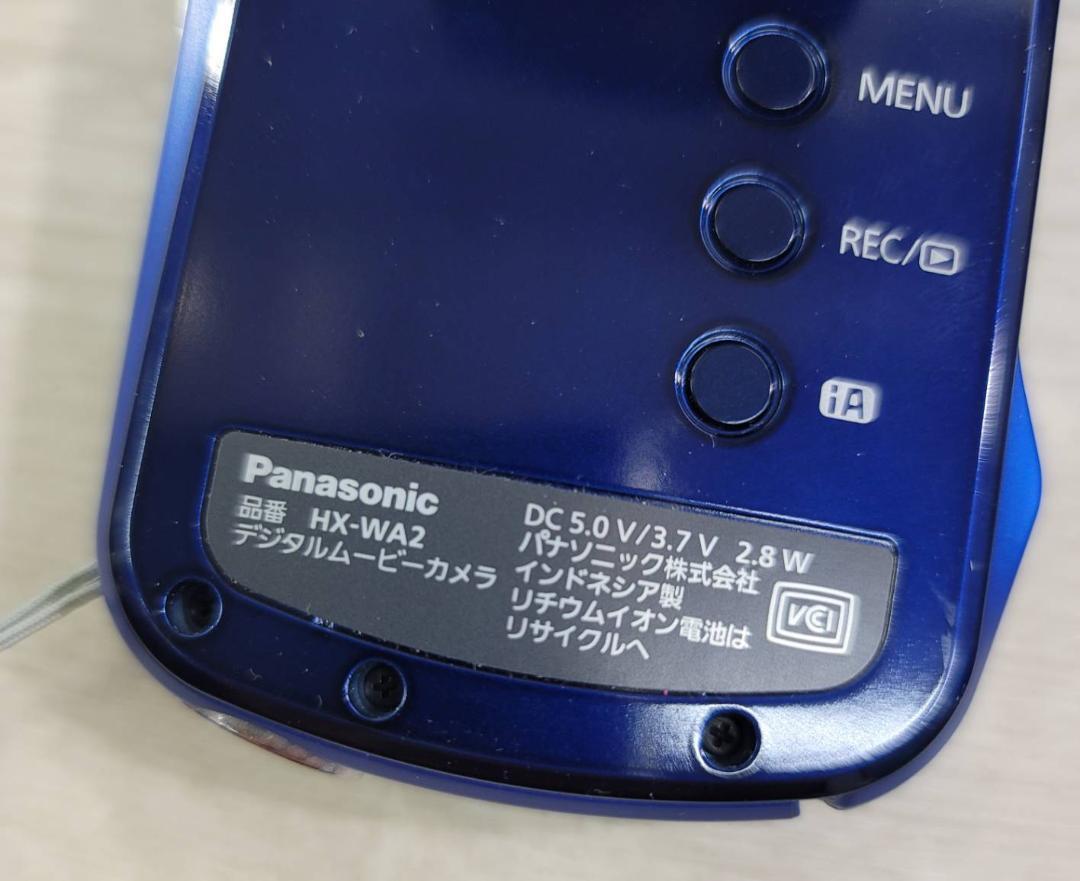 MENU
REC/
iA
Panasonic
品番 HX-WA2
デジタルムービーカメラ
DC 5.0 V/3.7 V 2.8 W
パナソニック株式会社
インドネシア製
リチウムイオン電池は
リサイクルへ
VCI